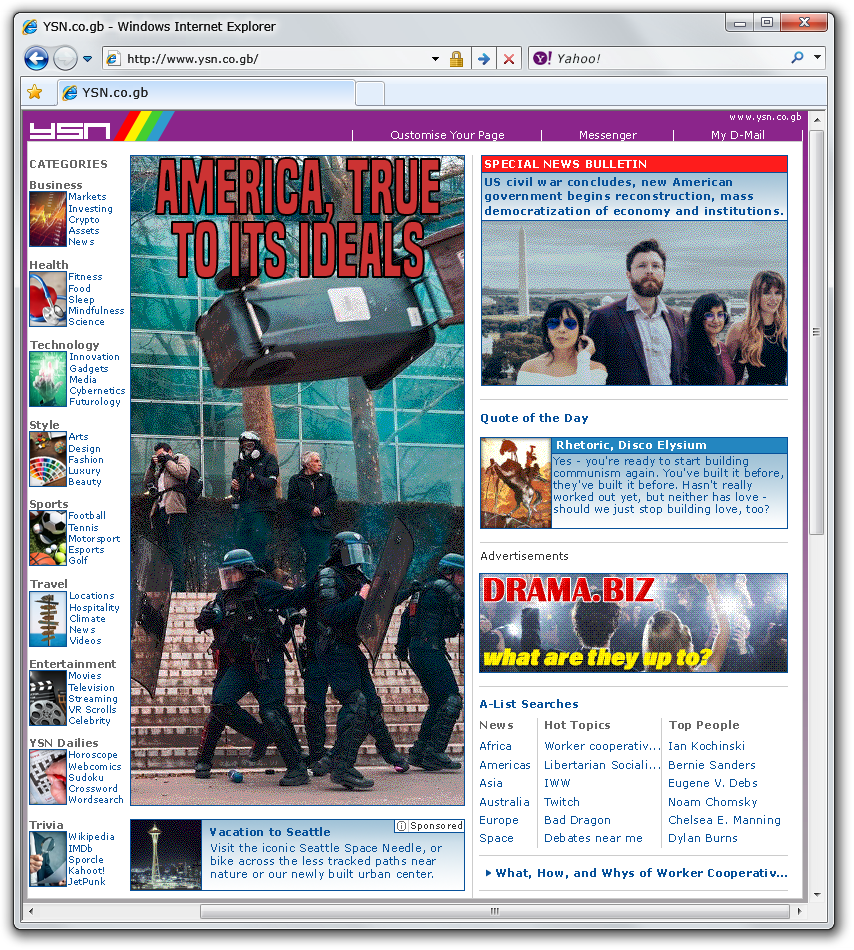 YSN.co.gb - Windows Internet Explorer
http://www.ysn.co.gb/
Y! Yahoo!
YSN.co.gb
YSN
www.ysn.co.gb
Customise Your Page
Messenger
My D-Mail
CATEGORIES
Business
Markets
Investing
Crypto
Assets
News
Health
Fitness
Food
Sleep
Mindfulness
Science
Technology
Innovation
Gadgets
Media
Cybernetics
Futurology
Style
Arts
Design
Fashion
Luxury
Beauty
Sports
Football
Tennis
Motorsport
Esports
Golf
Travel
Locations
Hospitality
Climate
News
Videos
Entertainment
Movies
Television
Streaming
VR Scrolls
Celebrity
YSN Dailies
Horoscope
Webcomics
Sudoku
Crossword
Wordsearch
Trivia
Wikipedia
IMDb
Sporcle
Kahoot!
JetPunk
AMERICA, TRUE
TO ITS IDEALS
Sponsored
Vacation to Seattle
Visit the iconic Seattle Space Needle, or
bike across the less tracked paths near
nature or our newly built urban center.
SPECIAL NEWS BULLETIN
US civil war concludes, new American
government begins reconstruction, mass
democratization of economy and institutions.
Quote of the Day
Rhetoric, Disco Elysium
Yes - you're ready to start building
communism again. You've built it before,
they've built it before. Hasn't really
worked out yet, but neither has love -
should we just stop building love, too?
Advertisements
DRAMA.BIZ
what are they up to?
A-List Searches
News
Africa
Americas
Asia
Australia
Europe
Space
Hot Topics
Worker cooperativ...
Libertarian Sociali...
IWW
Twitch
Bad Dragon
Debates near me
Top People
Ian Kochinski
Bernie Sanders
Eugene V. Debs
Noam Chomsky
Chelsea E. Manning
Dylan Burns
What, How, and Whys of Worker Cooperativ...